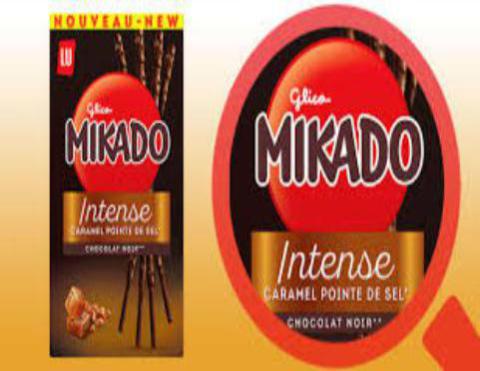 NOUVEAU-NEW
LU
Glico
MIKADO
Intense
CARAMEL POINTE DE SEL*
CHOCOLAT NOIR**
Glico
MIKADO
Intense
CARAMEL POINTE DE SEL*
CHOCOLAT NOIR**